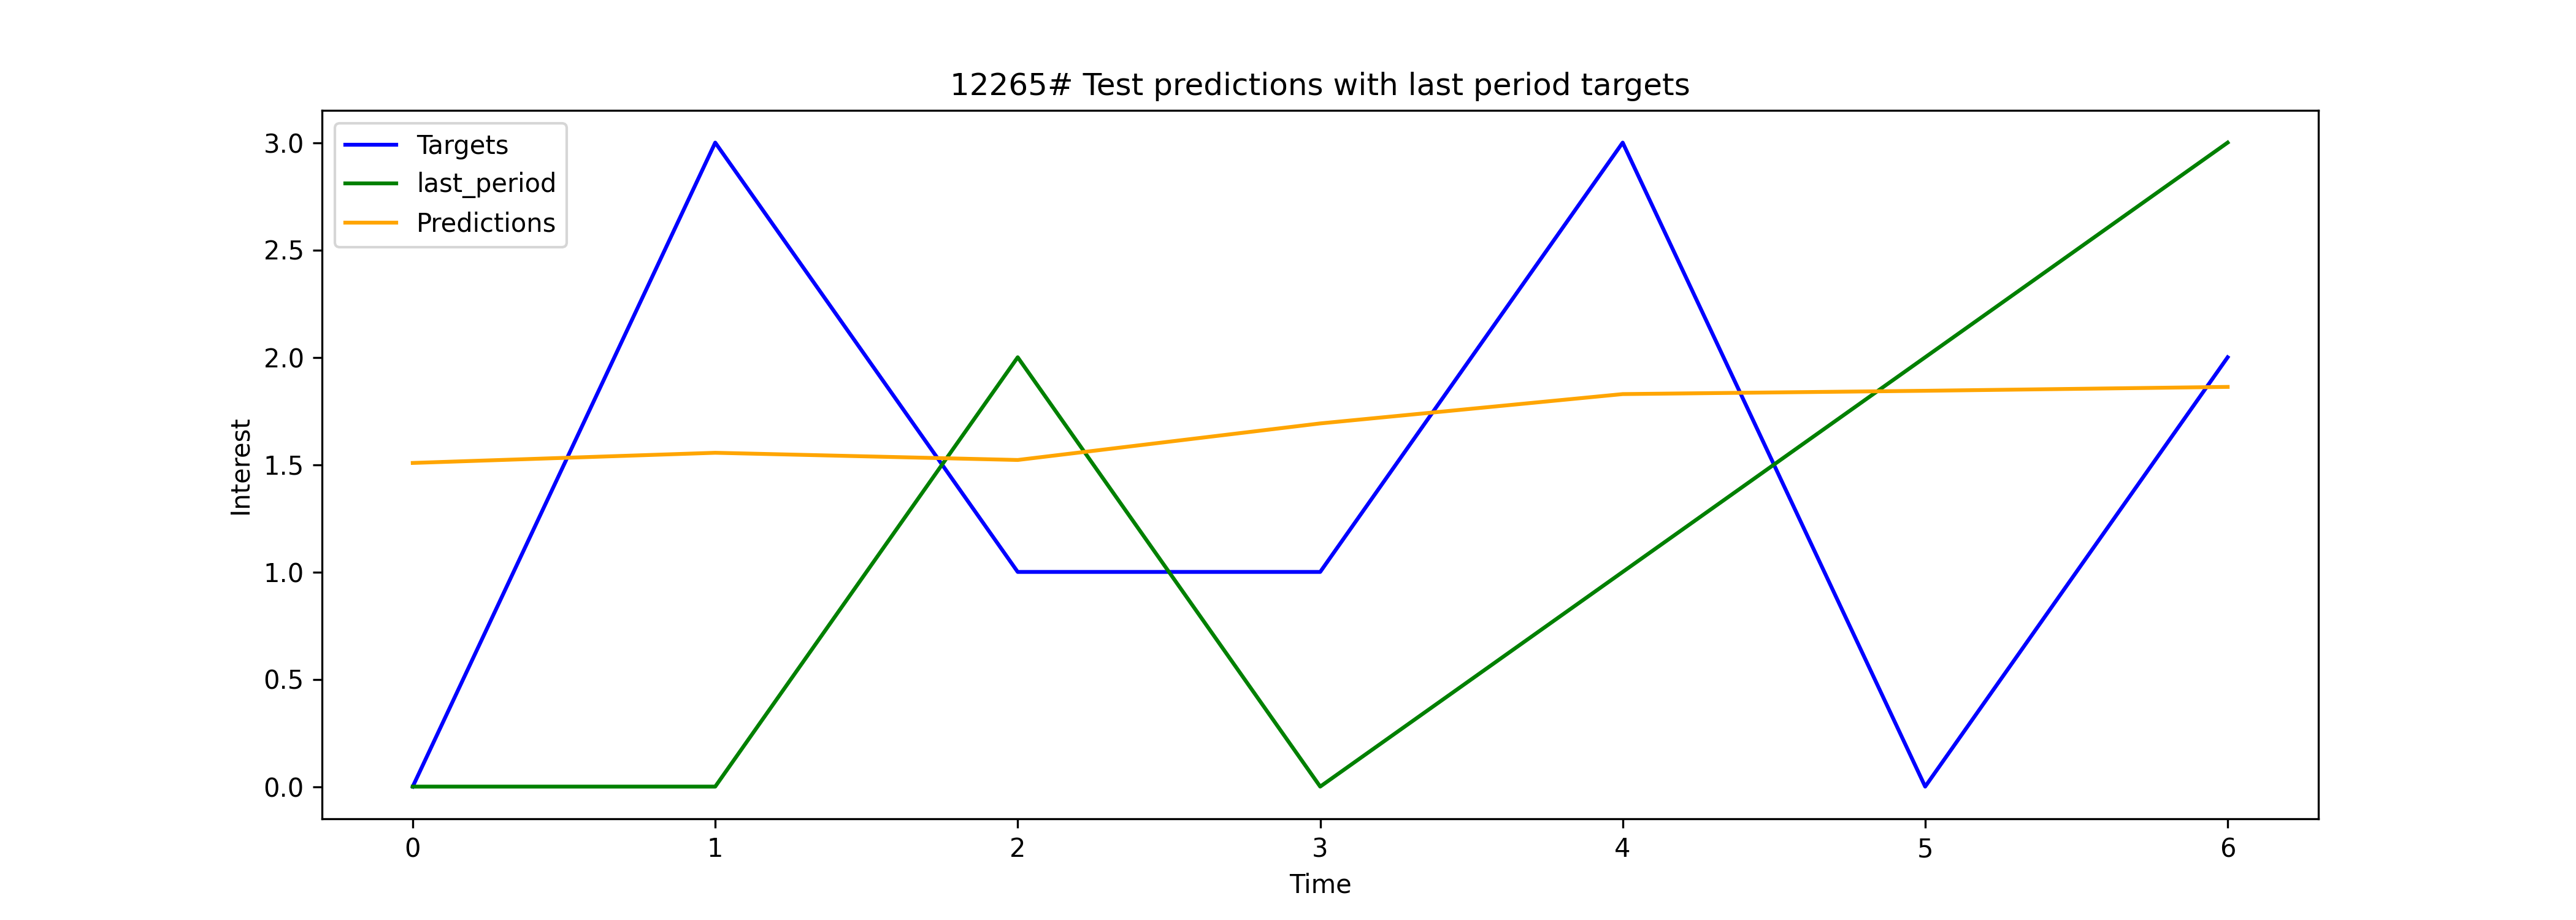 12265# Test predictions with last period targets
Targets
last_period
Predictions
Interest
3.0
2.5
2.0
1.5
1.0
0.5
0.0
0 1 2 3 4 5 6
Time